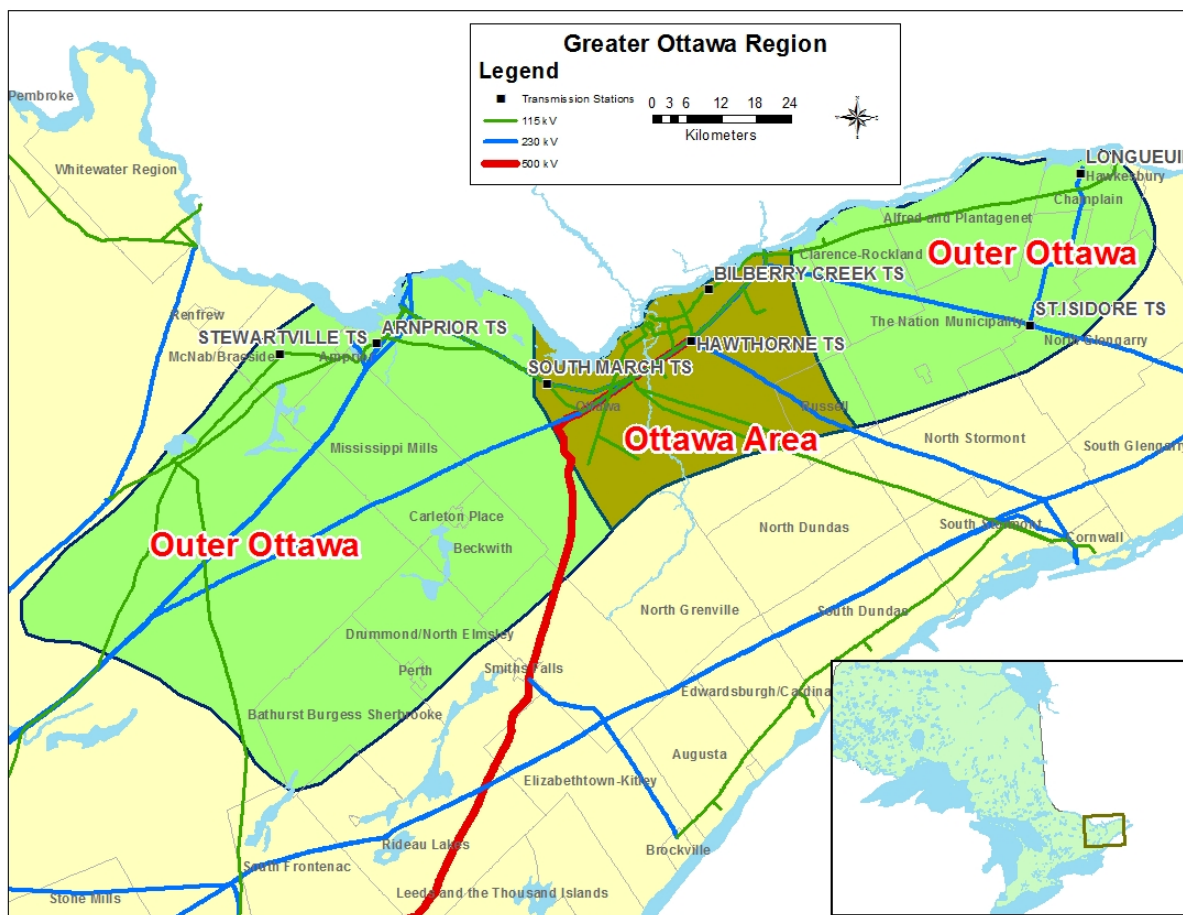 Greater Ottawa Region
Legend
Transmission Stations
115 kV
230 kV
500 kV
0 3 6 12 18 24
Kilometers
Pembroke
Whitewater Region
LONGUEUIL
Hawkesbury
Champlain
Alfred and Plantagenet
Outer Ottawa
Clarence-Rockland
BILBERRY CREEK TS
ST.ISIDORE TS
The Nation Municipality
North Glengarry
Renfrew
STEWARTVILLE TS
ARNPRIOR TS
McNab/Braeside
HAWTHORNE TS
SOUTH MARCH TS
Ottawa
Russell
Ottawa Area
North Stormont
South Glengarry
Mississippi Mills
Carleton Place
Beckwith
Outer Ottawa
North Dundas
South Stormont
Cornwall
North Grenville
South Dundas
Drummond/North Elmsley
Perth
Smiths Falls
Bathurst Burgess Sherbrooke
Edwardsburgh/Cardina
Augusta
Elizabethtown-Kitley
Rideau Lakes
Brockville
South Frontenac
Stone Mills
Leeds and the Thousand Islands